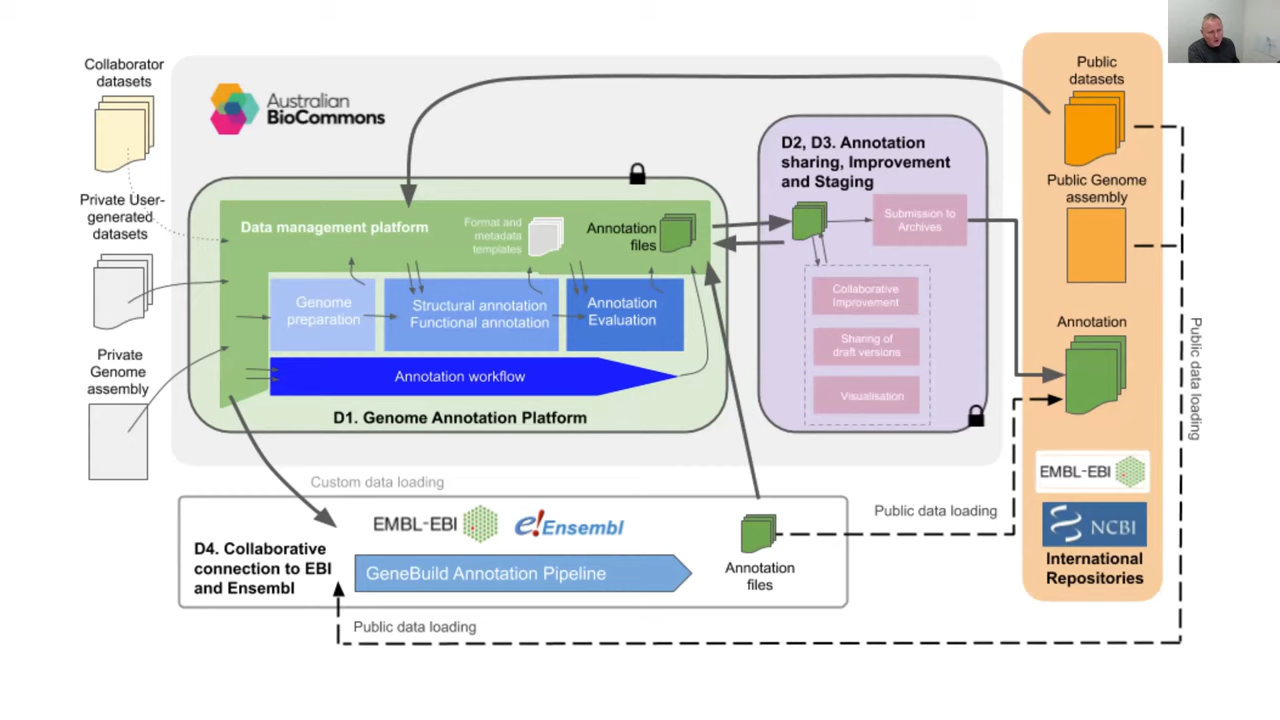 Collaborator
datasets
Private User-
generated
datasets
Private
Genome
assembly
Australian
BioCommons
Data management platform
Format and
metadata
templates
Annotation
files
Genome
preparation
Structural annotation
Functional annotation
Annotation
Evaluation
Annotation workflow
D1. Genome Annotation Platform
D2, D3. Annotation
sharing, Improvement
and Staging
Submission to
Archives
Collaborative
Improvement
Sharing of
draft versions
Visualisation
Custom data loading
EMBL-EBI
e!Ensembl
D4. Collaborative
connection to EBI
and Ensembl
GeneBuild Annotation Pipeline
Annotation
files
Public data loading
Public data loading
Public
datasets
Public Genome
assembly
Annotation
EMBL-EBI
NCBI
International
Repositories
Public data loading